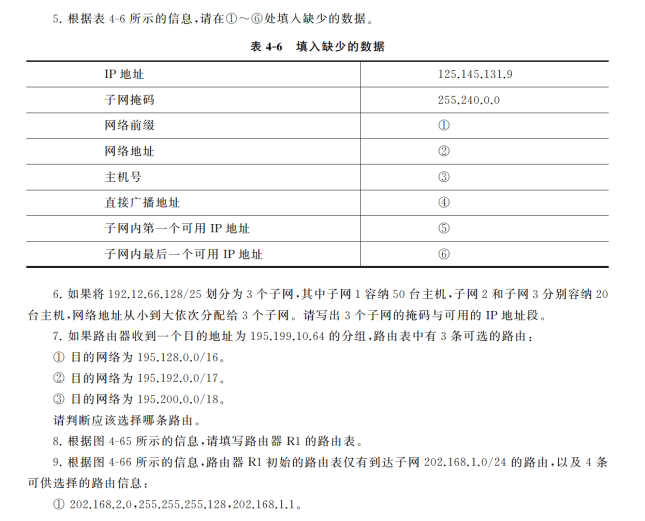 5. 根据表 4-6 所示的信息,请在①～⑥处填入缺少的数据。
表 4-6 填入缺少的数据
IP 地址 125.145.131.9
子网掩码 255.240.0.0
网络前缀 ①
网络地址 ②
主机号 ③
直接广播地址 ④
子网内第一个可用 IP 地址 ⑤
子网内最后一个可用 IP 地址 ⑥
6. 如果将 192.12.66.128/25 划分为 3 个子网,其中子网 1 容纳 50 台主机,子网 2 和子网 3 分别容纳 20
台主机,网络地址从小到大依次分配给 3 个子网。请写出 3 个子网的掩码与可用的 IP 地址段。
7. 如果路由器收到一个目的地址为 195.199.10.64 的分组,路由表中有 3 条可选的路由:
① 目的网络为 195.128.0.0/16。
② 目的网络为 195.192.0.0/17。
③ 目的网络为 195.200.0.0/18。
请判断应该选择哪条路由。
8. 根据图 4-65 所示的信息,请填写路由器 R1 的路由表。
9. 根据图 4-66 所示的信息,路由器 R1 初始的路由表仅有到达子网 202.168.1.0/24 的路由,以及 4 条
可供选择的路由信息:
① 202.168.2.0,255.255.255.128,202.168.1.1。